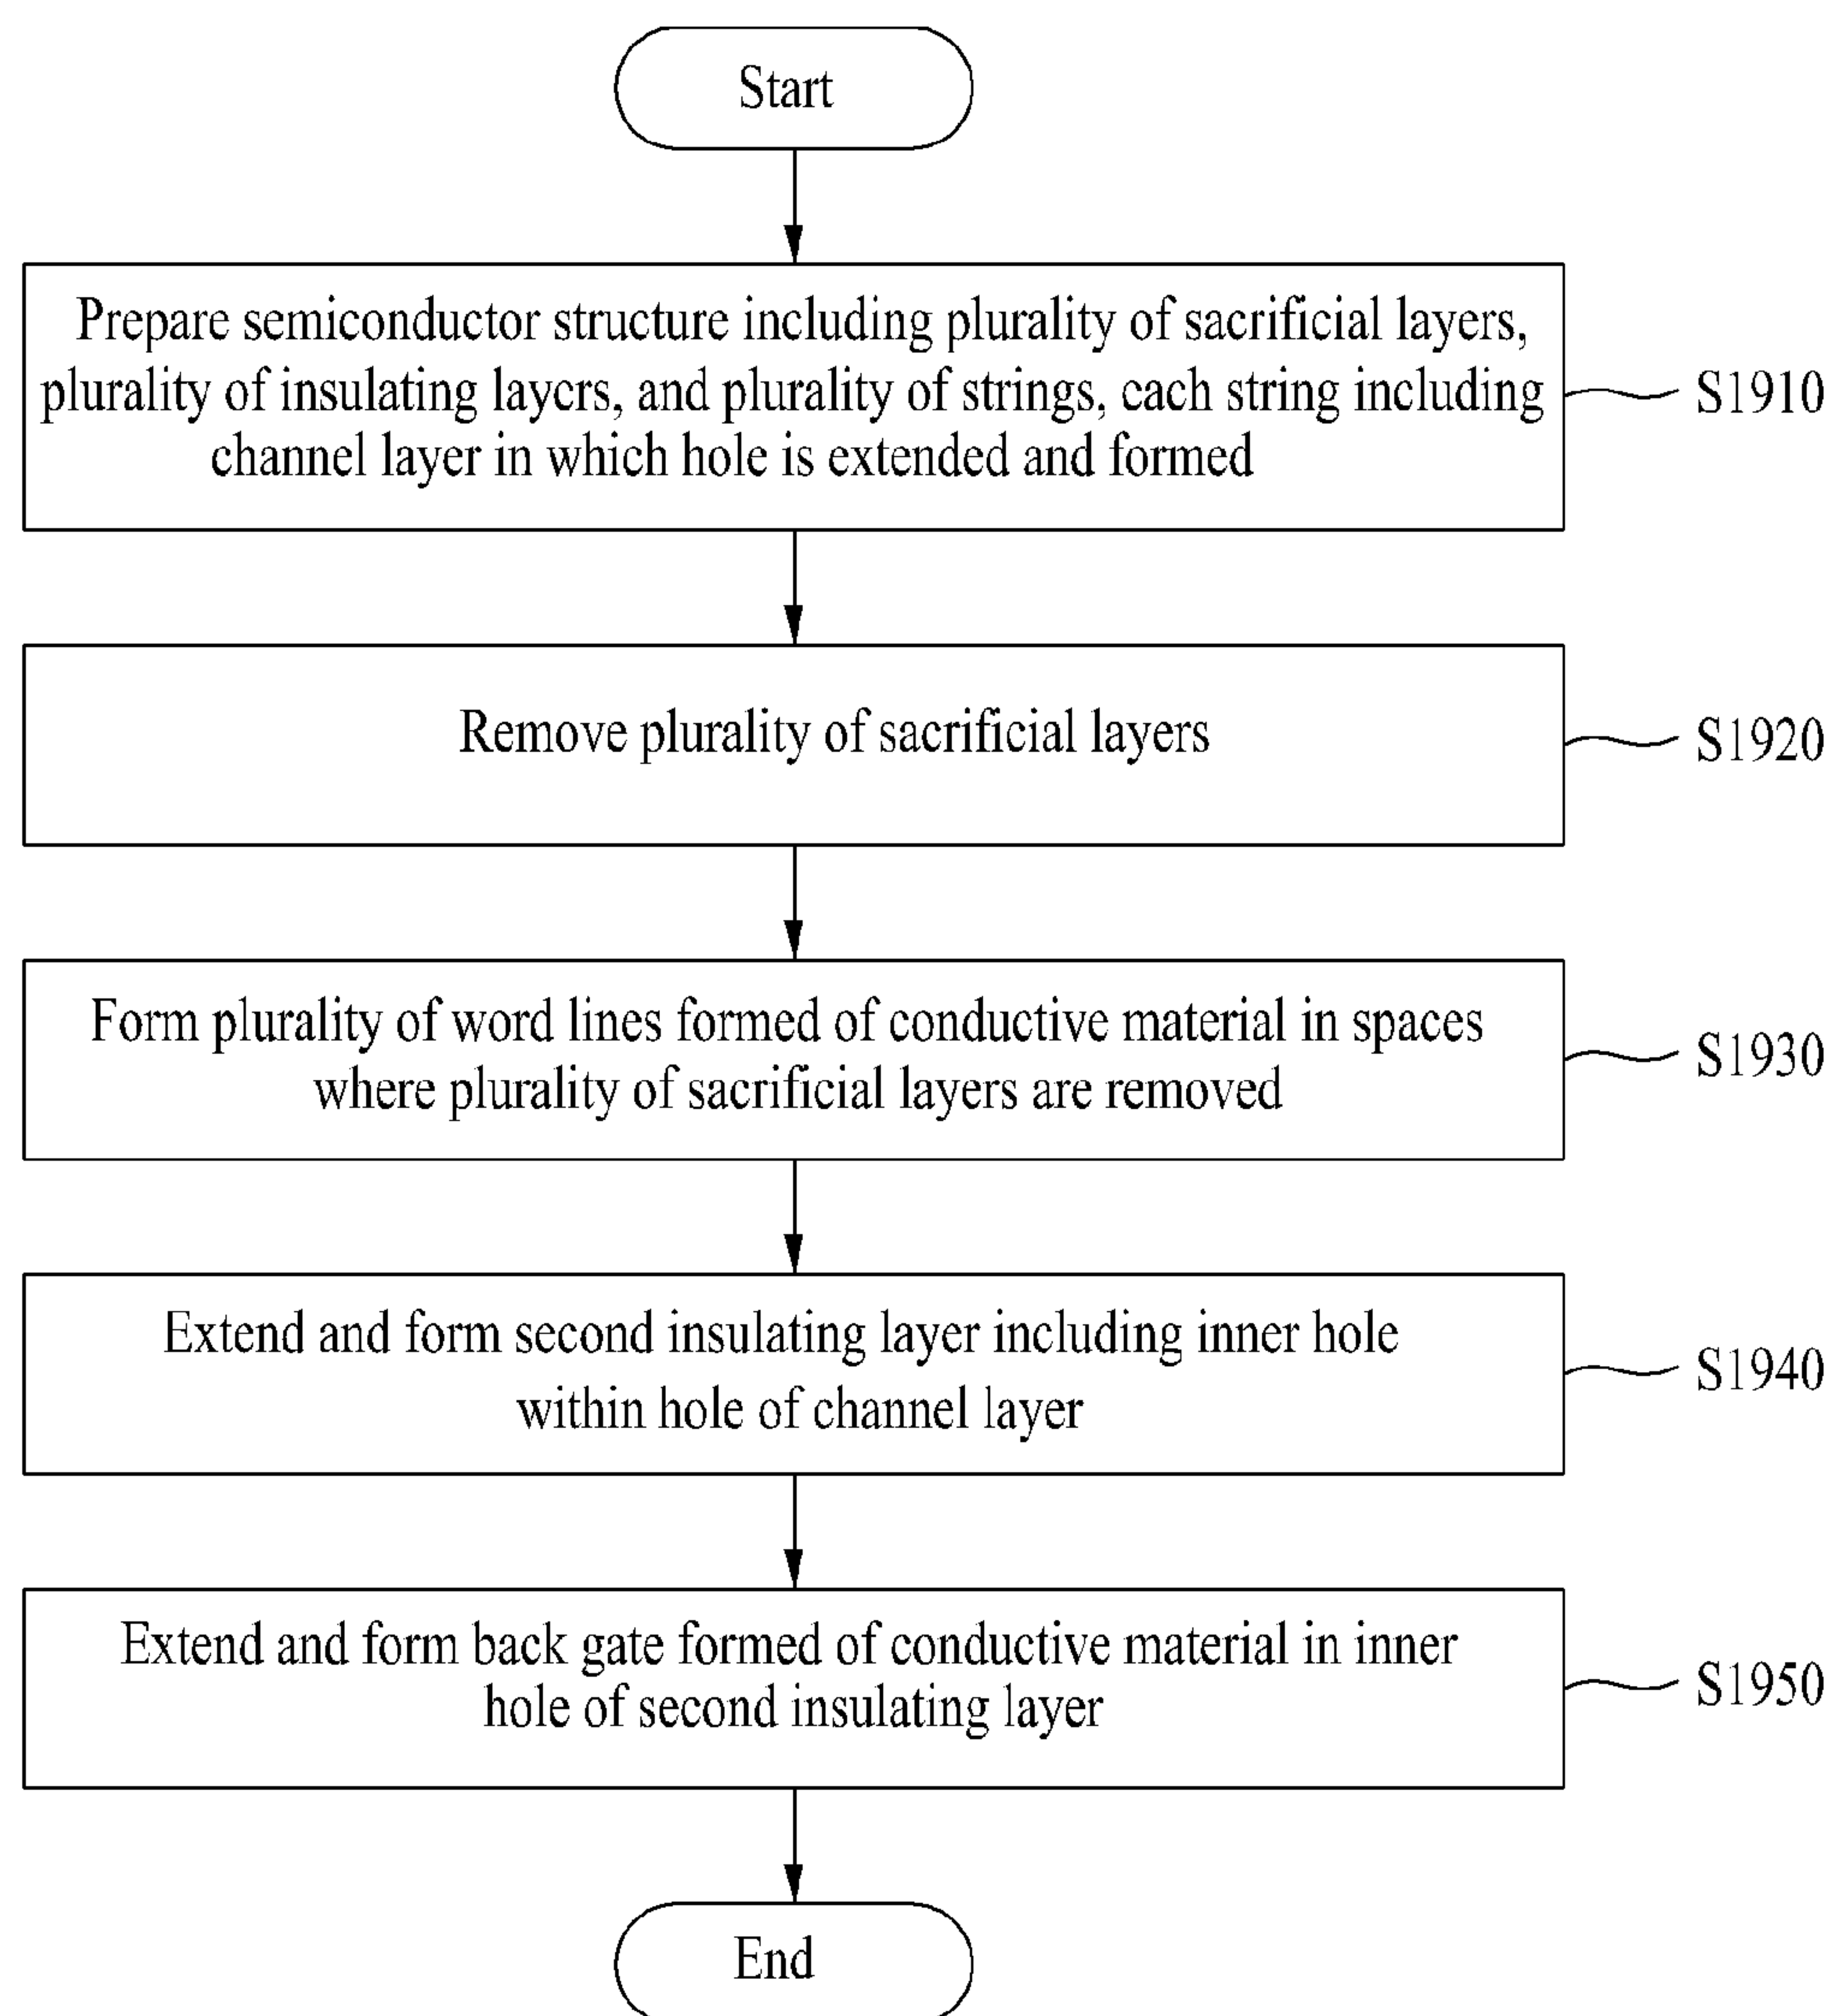 Start
Prepare semiconductor structure including plurality of sacrificial layers,
plurality of insulating layers, and plurality of strings, each string including
channel layer in which hole is extended and formed
S1910
Remove plurality of sacrificial layers
S1920
Form plurality of word lines formed of conductive material in spaces
where plurality of sacrificial layers are removed
S1930
Extend and form second insulating layer including inner hole
within hole of channel layer
S1940
Extend and form back gate formed of conductive material in inner
hole of second insulating layer
S1950
End